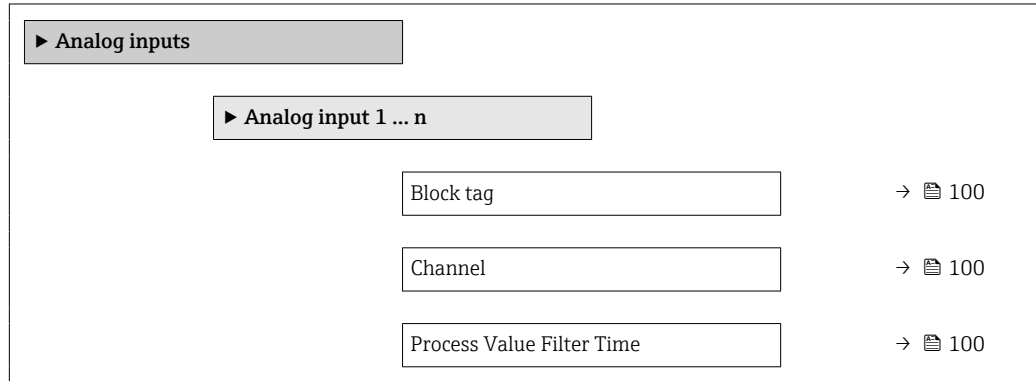 ▶ Analog inputs
▶ Analog input 1 ... n
Block tag → 100
Channel → 100
Process Value Filter Time → 100